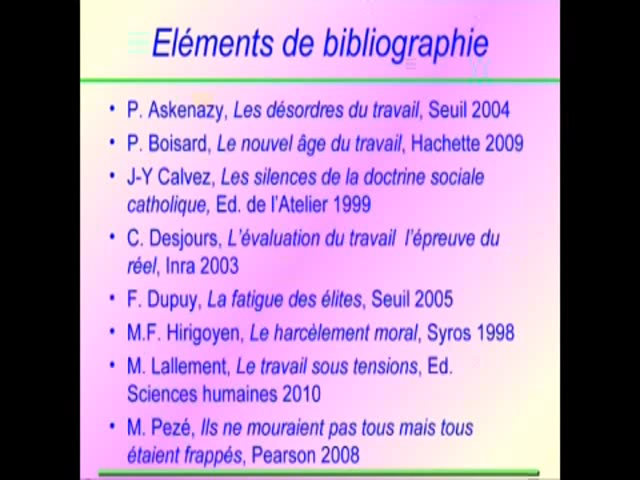 Eléments de bibliographie
• P. Askenazy, Les désordres du travail, Seuil 2004
• P. Boisard, Le nouvel âge du travail, Hachette 2009
• J-Y Calvez, Les silences de la doctrine sociale
catholique, Ed. de l'Atelier 1999
• C. Desjours, L'évaluation du travail l'épreuve du
réel, Inra 2003
• F. Dupuy, La fatigue des élites, Seuil 2005
• M.F. Hirigoyen, Le harcèlement moral, Syros 1998
• M. Lallement, Le travail sous tensions, Ed.
Sciences humaines 2010
• M. Pezé, Ils ne mouraient pas tous mais tous
étaient frappés, Pearson 2008